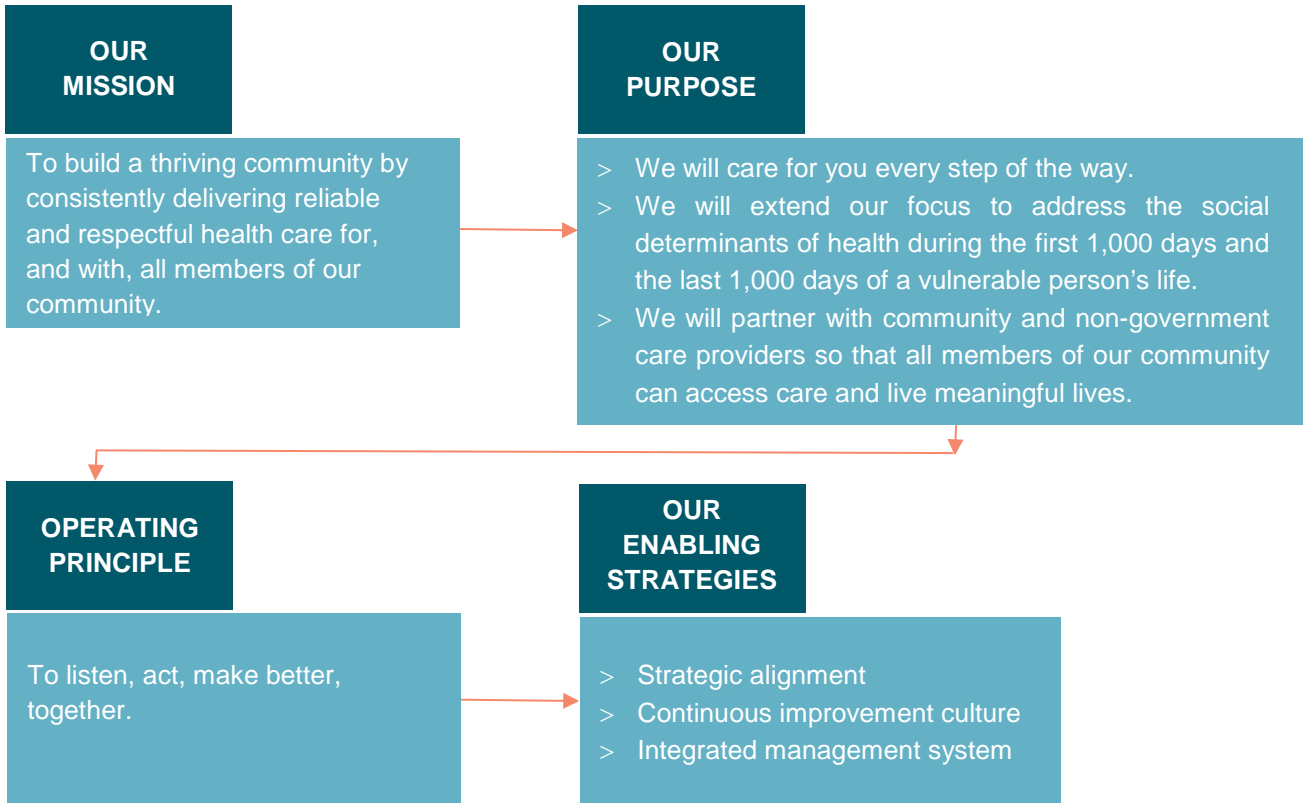 OUR
MISSION
To build a thriving community by
consistently delivering reliable
and respectful health care for,
and with, all members of our
community.
OUR
PURPOSE
> We will care for you every step of the way.
> We will extend our focus to address the social
determinants of health during the first 1,000 days and
the last 1,000 days of a vulnerable person’s life.
> We will partner with community and non-government
care providers so that all members of our community
can access care and live meaningful lives.
OPERATING
PRINCIPLE
To listen, act, make better,
together.
OUR
ENABLING
STRATEGIES
> Strategic alignment
> Continuous improvement culture
> Integrated management system